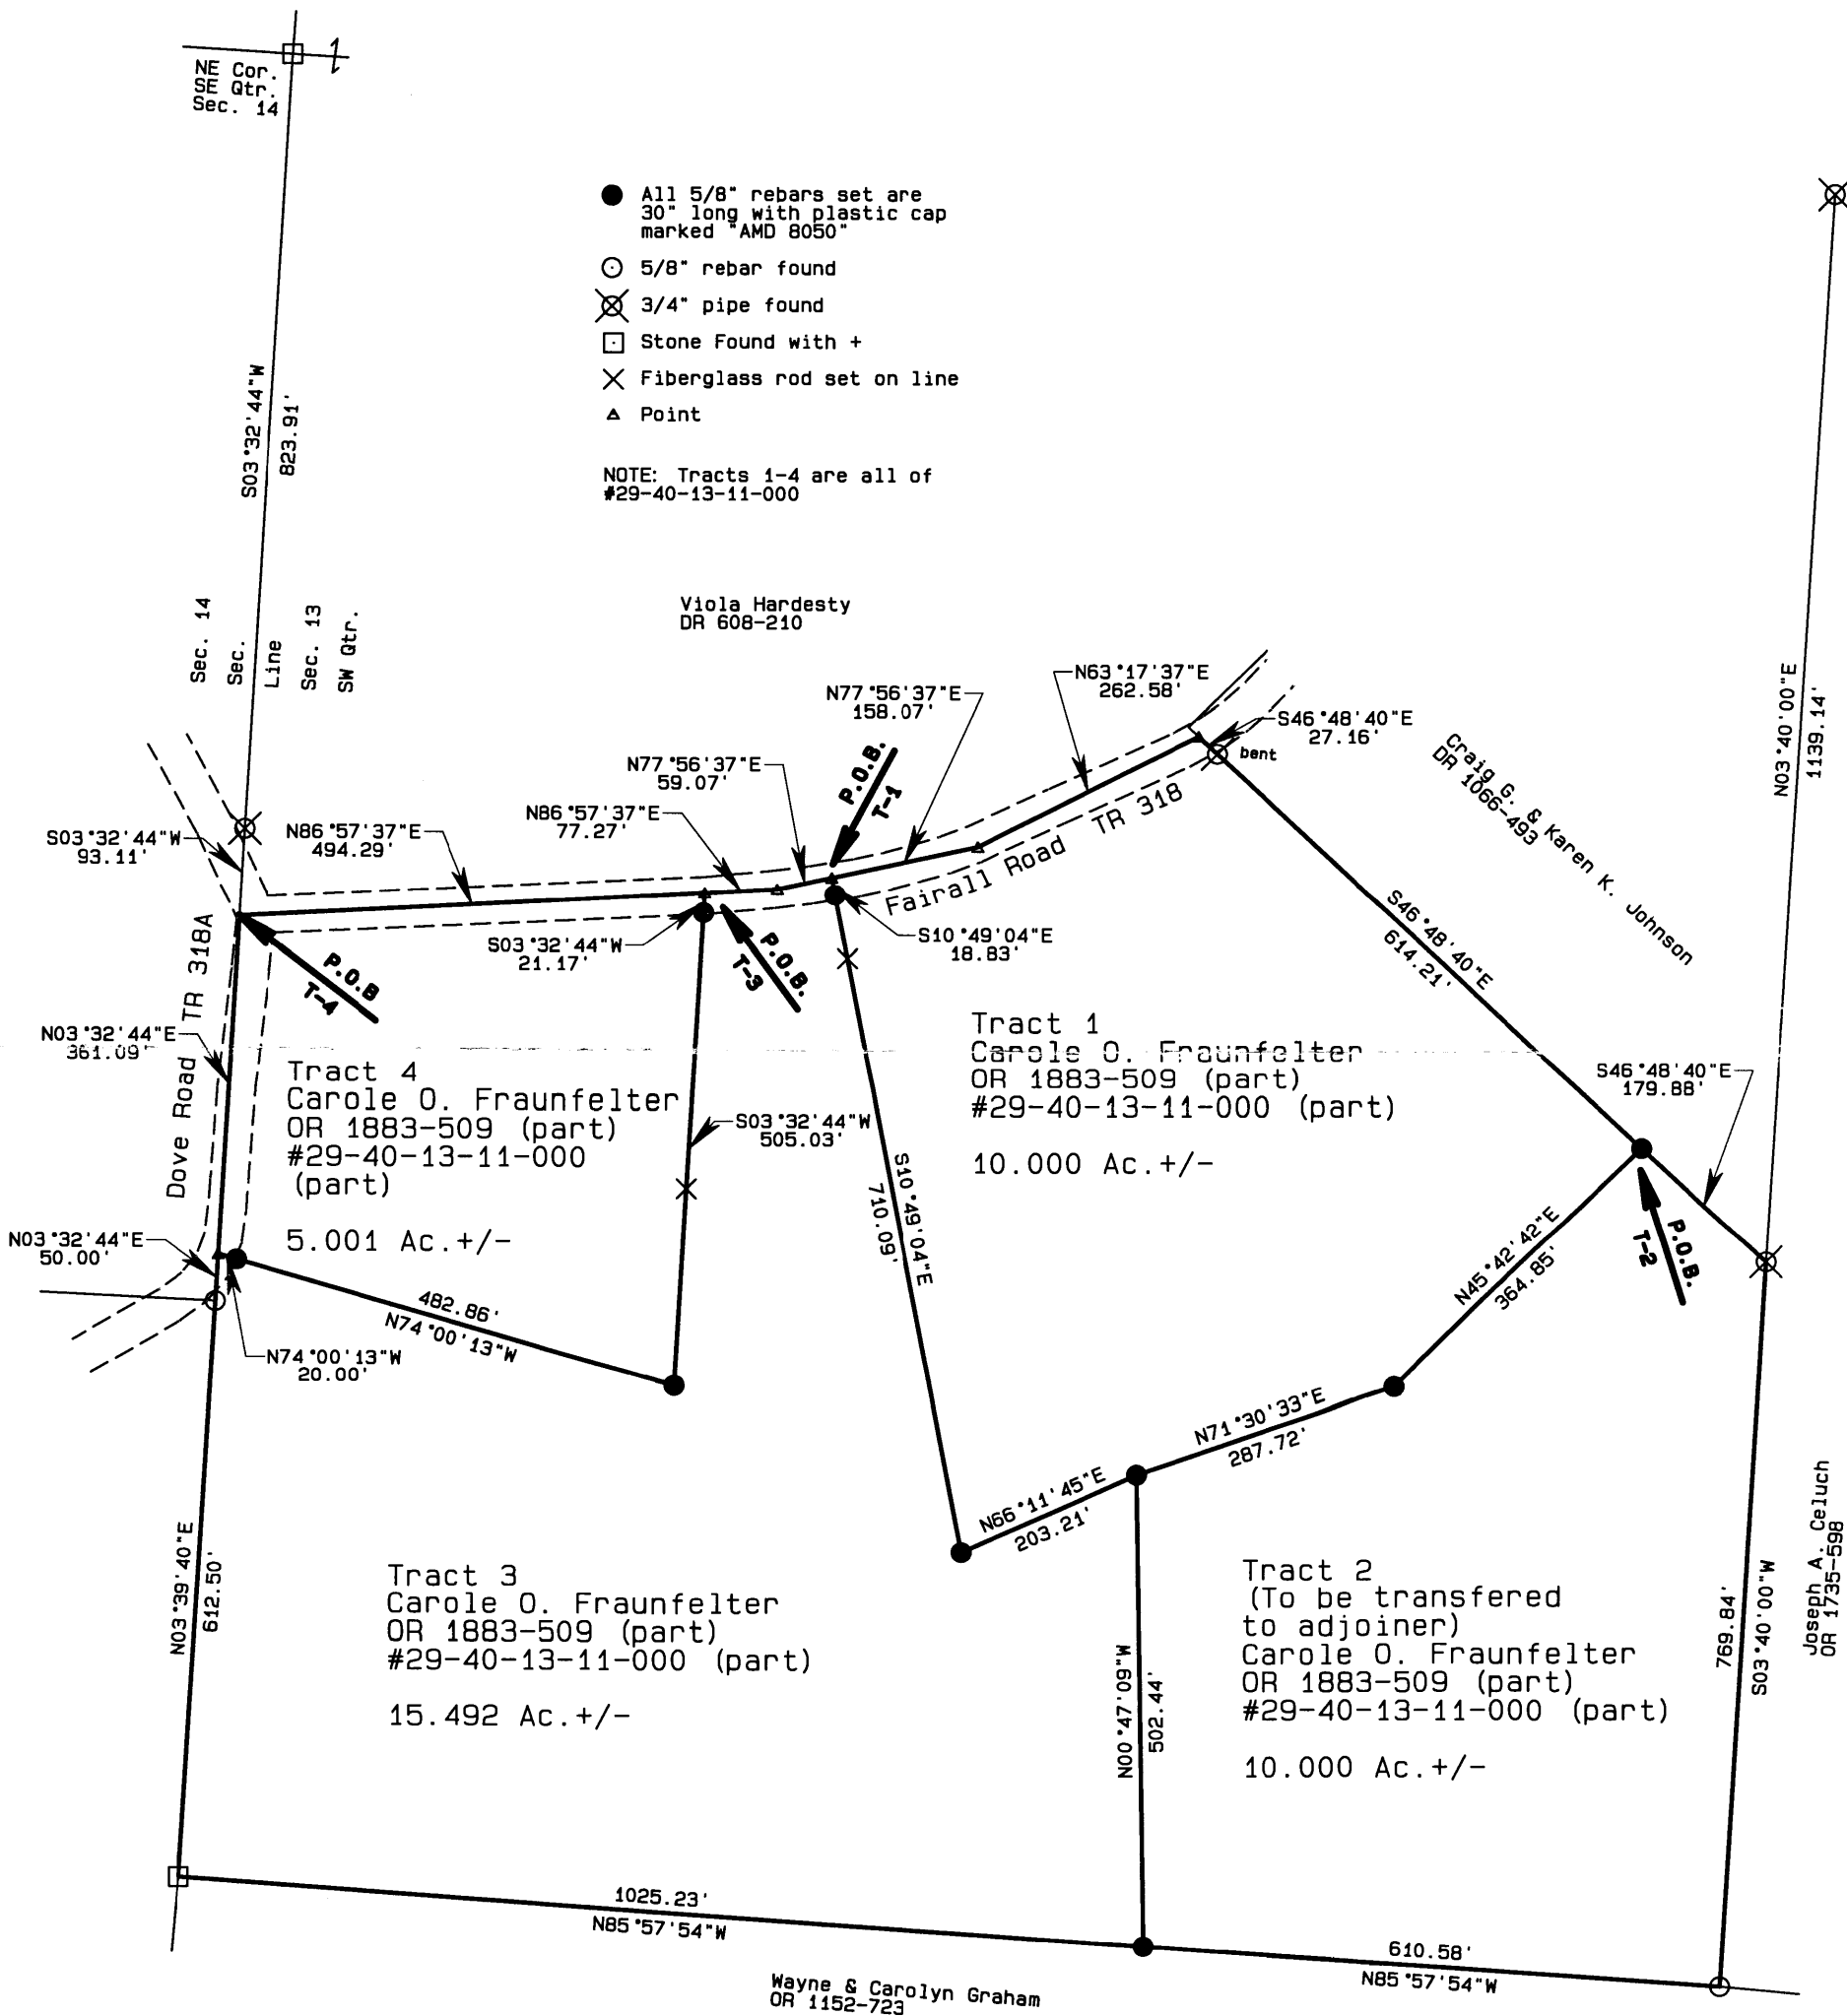 NE Cor.
SE Qtr.
Sec. 14
All 5/8" rebars set are
30" long with plastic cap
marked "AMD 8050"
5/8" rebar found
3/4" pipe found
Stone Found with +
Fiberglass rod set on line
Point
NOTE: Tracts 1-4 are all of
#29-40-13-11-000
S03°32'44"W
823.91'
Sec. 14
Sec.
Line
Sec. 13
SW Qtr.
Viola Hardesty
DR 608-210
N03°40'00"E
1139.14'
N63°17'37"E
262.58'
N77°56'37"E
158.07'
S46°48'40"E
27.16'
bent
Craig G. & Karen K. Johnson
DR 1066-493
N77°56'37"E
59.07'
P.O.B.
T-1
N86°57'37"E
77.27'
N86°57'37"E
494.29'
S03°32'44"W
93.11'
Fairall Road TR 318
S46°48'40"E
614.21'
S03°32'44"W
21.17'
P.O.B.
T-3
S10°49'04"E
18.83'
P.O.B
T-4
Dove Road TR 318A
N03°32'44"E
361.09'
Tract 4
Carole O. Fraunfelter
OR 1883-509 (part)
#29-40-13-11-000
(part)
5.001 Ac.+/-
S03°32'44"W
505.03'
Tract 1
Carole O. Fraunfelter
OR 1883-509 (part)
#29-40-13-11-000 (part)
10.000 Ac.+/-
S46°48'40"E
179.88'
S10°49'04"E
710.09'
P.O.B.
T-2
N45°42'42"E
364.85'
N03°32'44"E
50.00'
482.86'
N74°00'13"W
N74°00'13"W
20.00'
N71°30'33"E
287.72'
N66°11'45"E
203.21'
N03°39'40"E
612.50'
Tract 3
Carole O. Fraunfelter
OR 1883-509 (part)
#29-40-13-11-000 (part)
15.492 Ac.+/-
N00°47'09"W
502.44'
Tract 2
(To be transfered
to adjoiner)
Carole O. Fraunfelter
OR 1883-509 (part)
#29-40-13-11-000 (part)
10.000 Ac.+/-
769.84'
S03°40'00"W
Joseph A. Celuch
OR 1735-598
1025.23'
N85°57'54"W
610.58'
N85°57'54"W
Wayne & Carolyn Graham
OR 1152-723